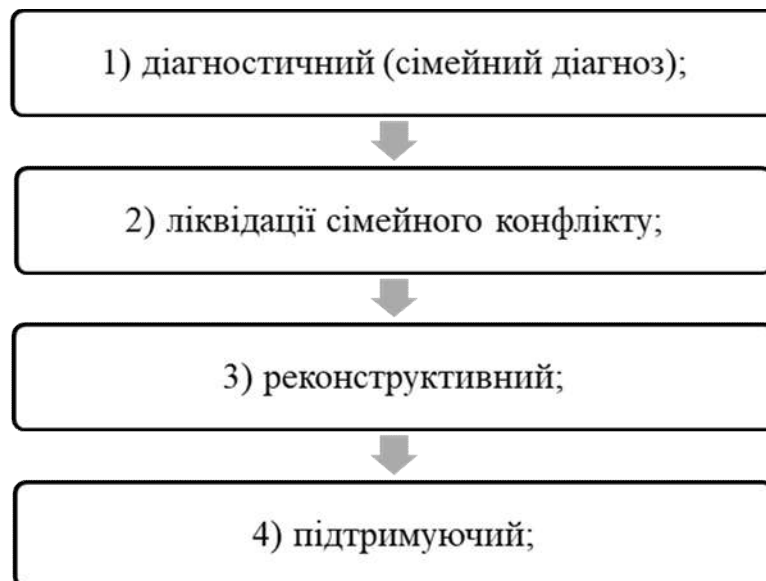 1) діагностичний (сімейний діагноз);
2) ліквідації сімейного конфлікту;
3) реконструктивний;
4) підтримуючий;